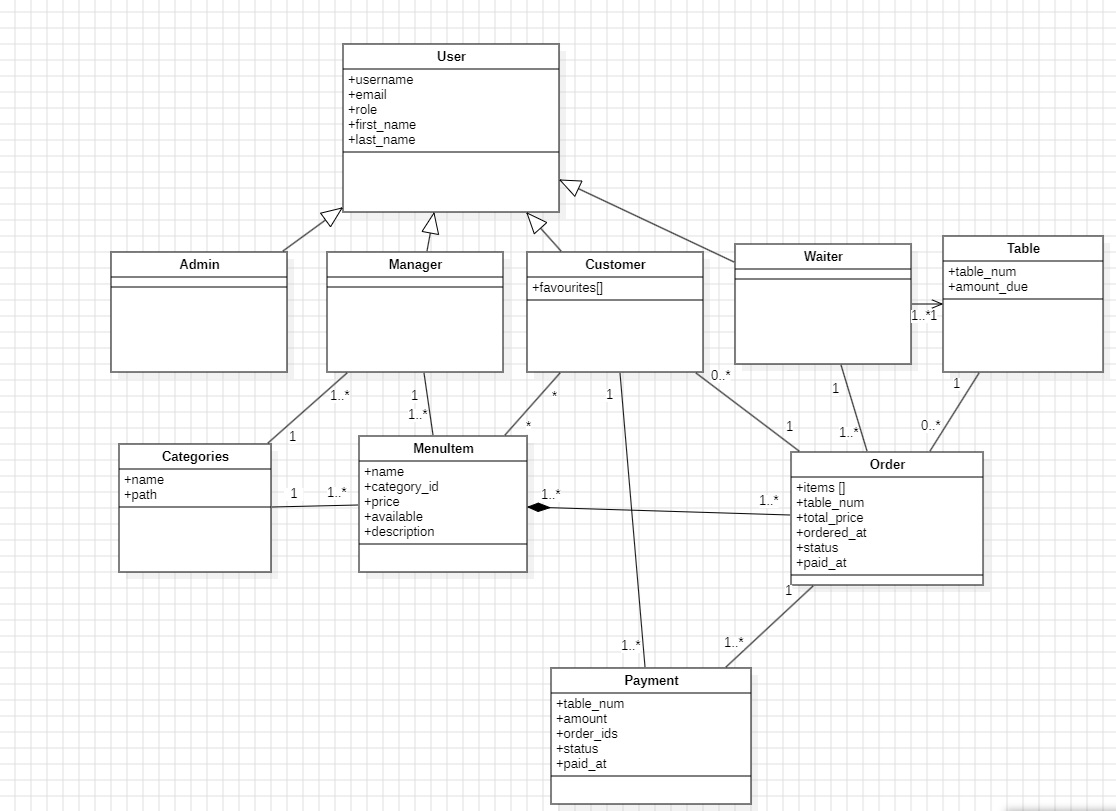 User
+username
+email
+role
+first_name
+last_name
Admin
Manager
Customer
+favourites[]
Waiter
Table
+table_num
+amount_due
1..*1
1..*
1
1
1..*
*
*
1
0..*
1
1
1..*
1
0..*
Categories
+name
+path
1
1..*
MenuItem
+name
+category_id
+price
+available
+description
1..*
1..*
Order
+items []
+table_num
+total_price
+ordered_at
+status
+paid_at
1
1..*
1..*
Payment
+table_num
+amount
+order_ids
+status
+paid_at